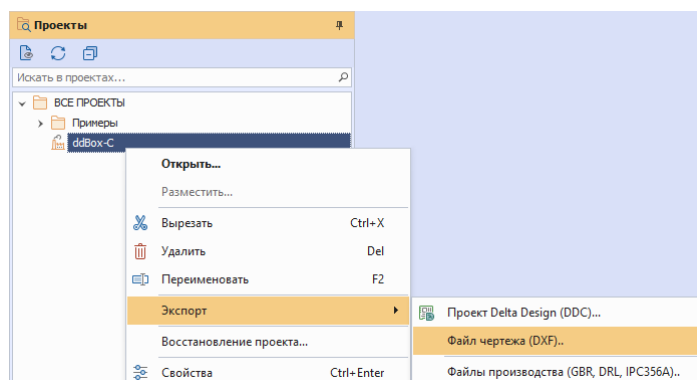 Проекты
Искать в проектах...
ВСЕ ПРОЕКТЫ
Примеры
ddBox-C
Открыть...
Разместить...
Вырезать Ctrl+X
Удалить Del
Переименовать F2
Экспорт
Проект Delta Design (DDC)...
Файл чертежа (DXF)..
Восстановление проекта...
Свойства Ctrl+Enter
Файлы производства (GBR, DRL, IPC356A)..